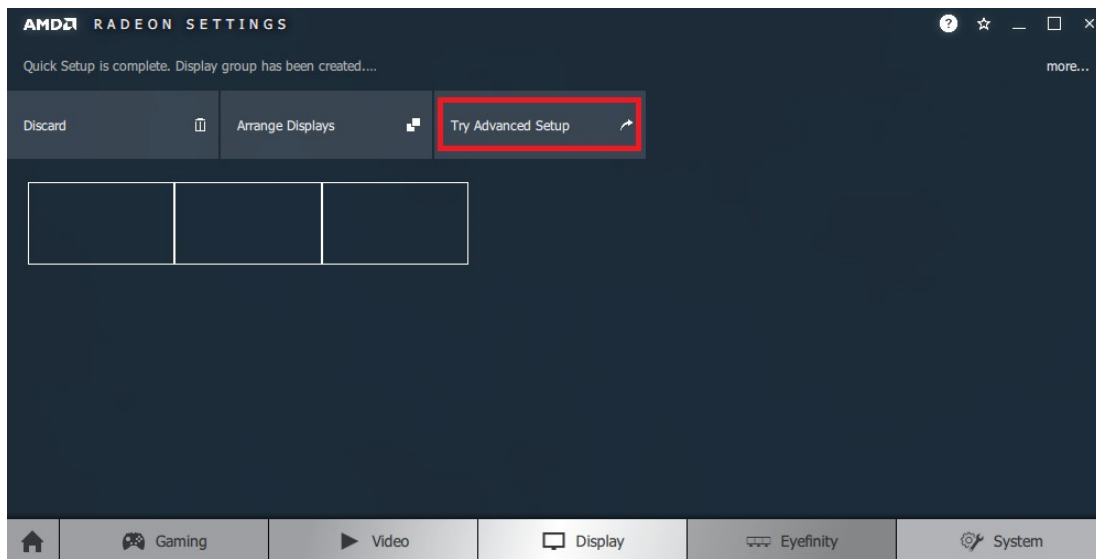 AMD RADEON SETTINGS
Quick Setup is complete. Display group has been created....
more...
Discard
Arrange Displays
Try Advanced Setup
Gaming
Video
Display
Eyefinity
System